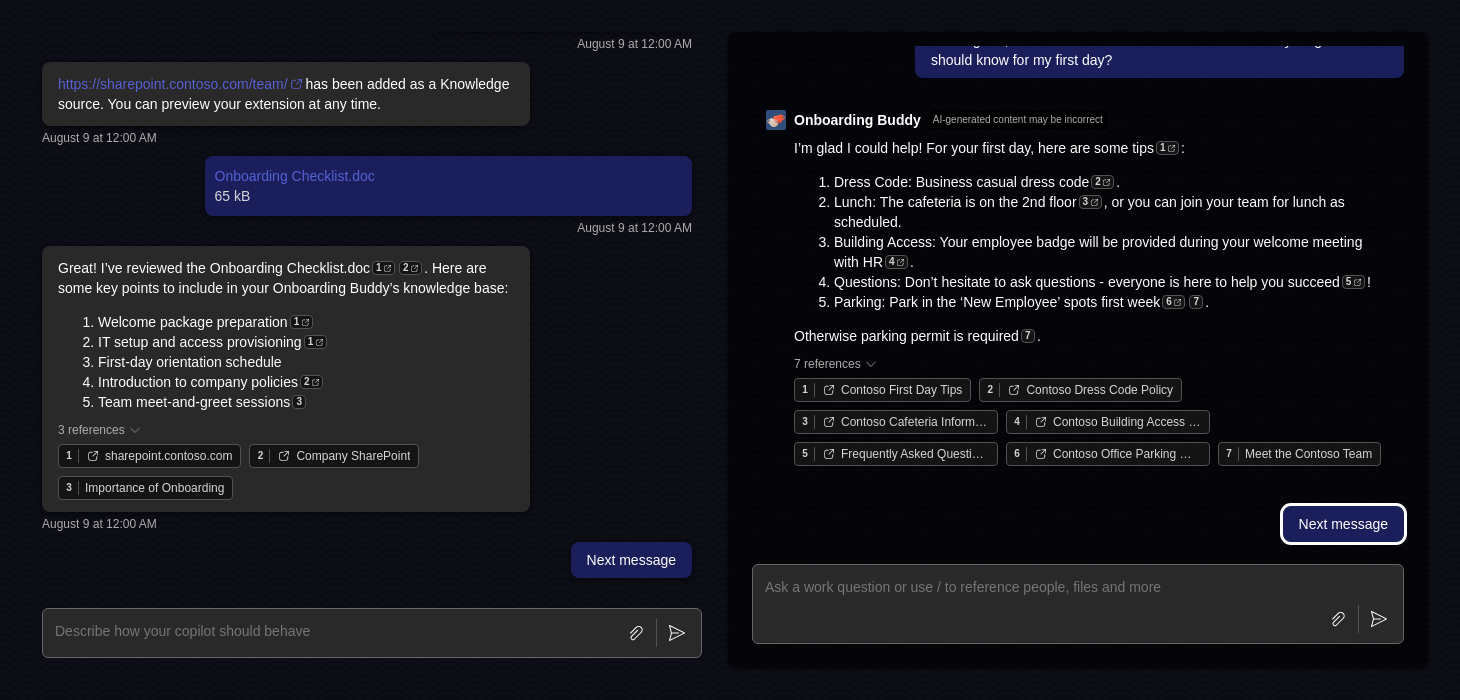 August 9 at 12:00 AM
https://sharepoint.contoso.com/team/ has been added as a Knowledge
source. You can preview your extension at any time.
August 9 at 12:00 AM
Onboarding Checklist.doc
65 kB
August 9 at 12:00 AM
Great! I've reviewed the Onboarding Checklist.doc 1 2 . Here are
some key points to include in your Onboarding Buddy's knowledge base:
1. Welcome package preparation 1
2. IT setup and access provisioning 1
3. First-day orientation schedule
4. Introduction to company policies 2
5. Team meet-and-greet sessions 3
3 references
1 sharepoint.contoso.com 2 Company SharePoint
3 Importance of Onboarding
August 9 at 12:00 AM
Next message
Describe how your copilot should behave
should know for my first day?
Onboarding Buddy AI-generated content may be incorrect
I'm glad I could help! For your first day, here are some tips 1 :
1. Dress Code: Business casual dress code 2 .
2. Lunch: The cafeteria is on the 2nd floor 3 , or you can join your team for lunch as
scheduled.
3. Building Access: Your employee badge will be provided during your welcome meeting
with HR 4 .
4. Questions: Don't hesitate to ask questions - everyone is here to help you succeed 5 !
5. Parking: Park in the ‘New Employee’ spots first week 6 7 .
Otherwise parking permit is required 7 .
7 references
1 Contoso First Day Tips 2 Contoso Dress Code Policy
3 Contoso Cafeteria Inform… 4 Contoso Building Access …
5 Frequently Asked Questi… 6 Contoso Office Parking … 7 Meet the Contoso Team
Next message
Ask a work question or use / to reference people, files and more